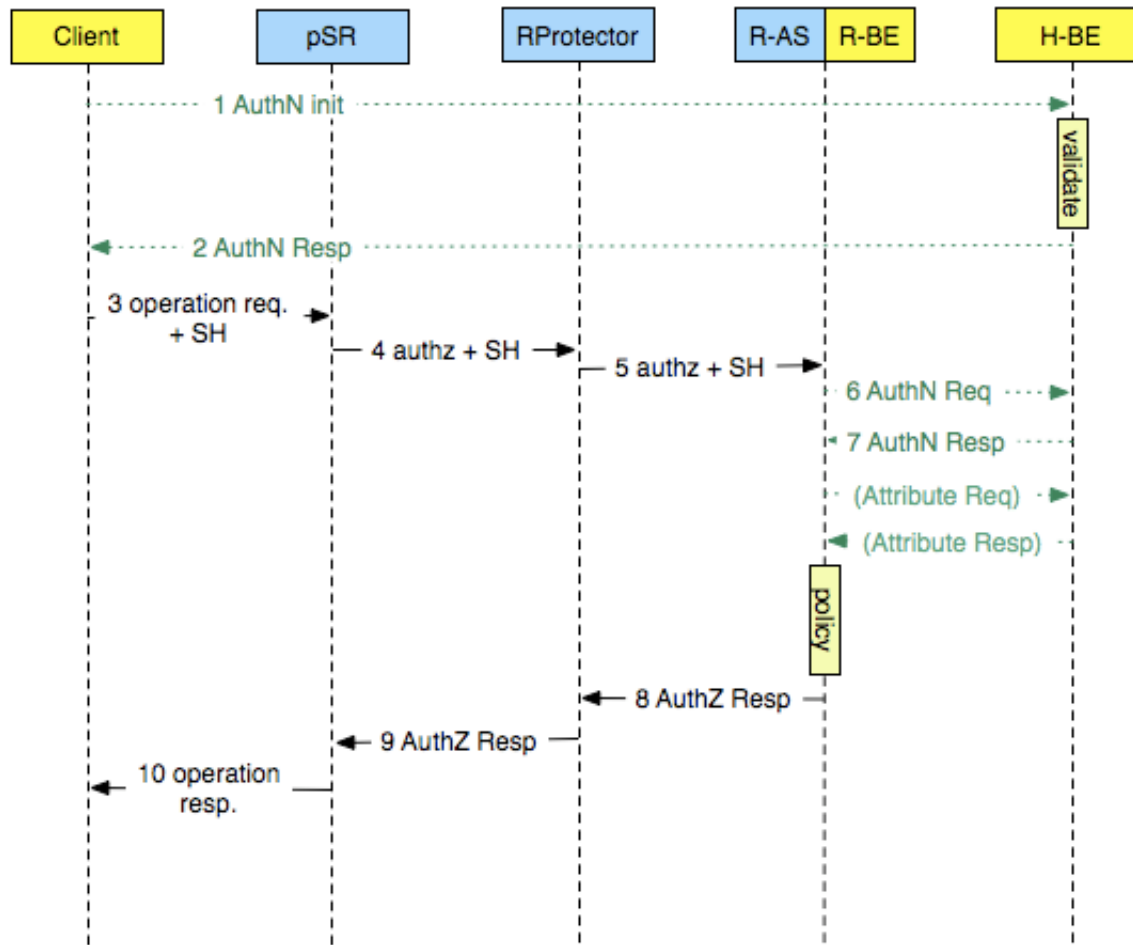 Client
pSR
RProtector
R-AS
R-BE
H-BE
1 AuthN init
validate
2 AuthN Resp
3 operation req.
+ SH
4 authz + SH
5 authz + SH
6 AuthN Req
7 AuthN Resp
(Attribute Req)
(Attribute Resp)
policy
8 AuthZ Resp
9 AuthZ Resp
10 operation
resp.